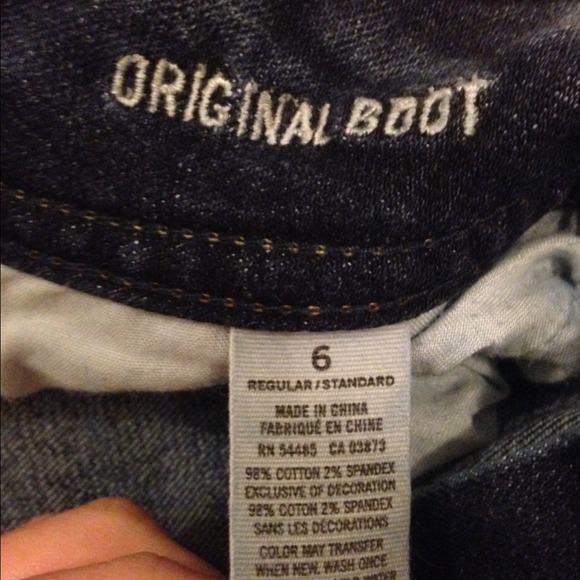 ORIGINAL BOOT
6
REGULAR/STANDARD
MADE IN CHINA
FABRIQUÉ EN CHINE
RN 54485 CA 03873
98% COTTON 2% SPANDEX
EXCLUSIVE OF DECORATION
98% COTON 2% SPANDEX
SANS LES DÉCORATIONS
COLOR MAY TRANSFER
WHEN NEW. WASH ONCE
WATER